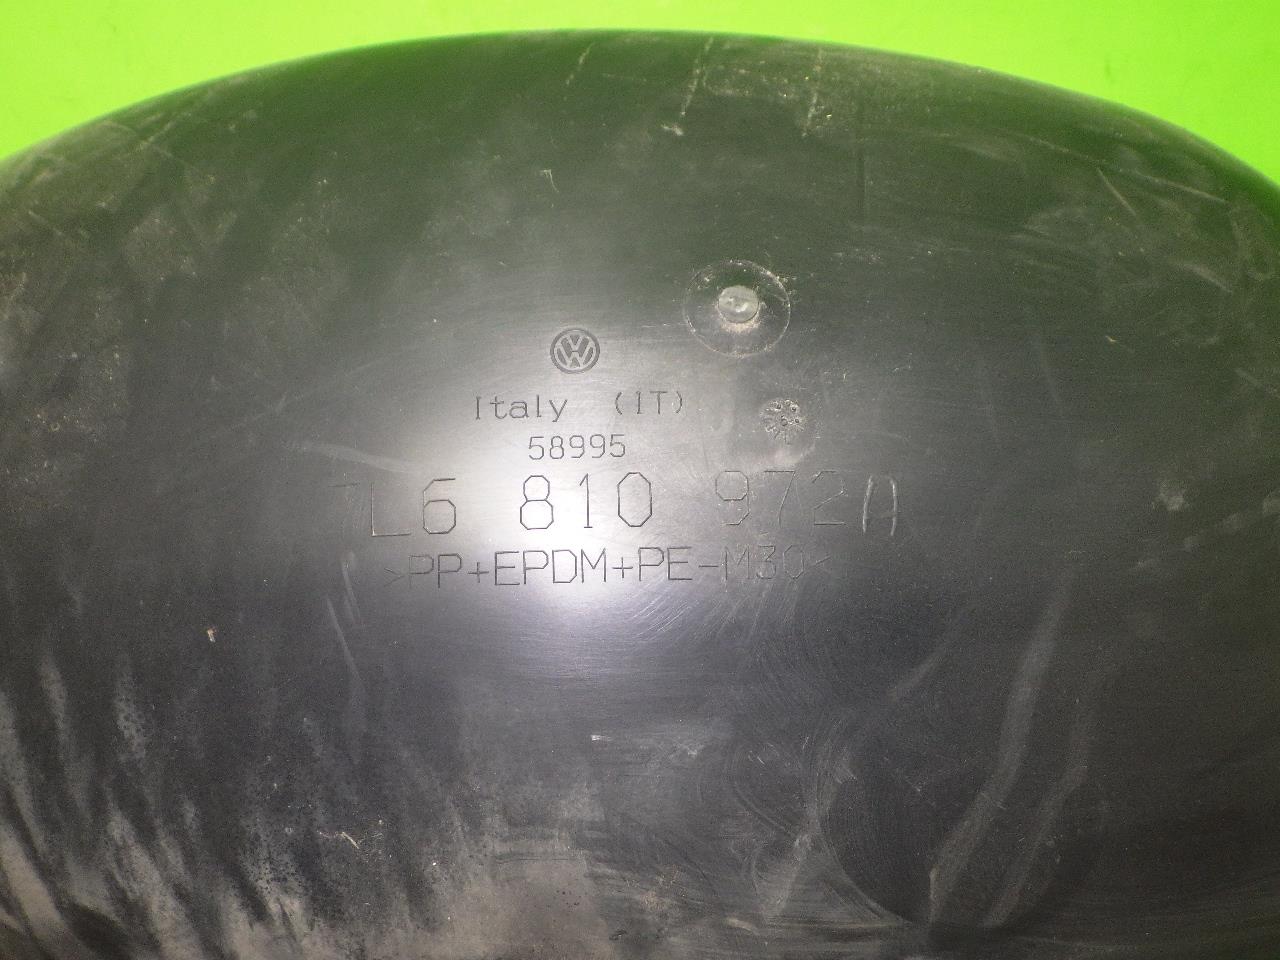 Italy (IT)
58995
7L6 810 972A
>PP+EPDM+PE-M30<